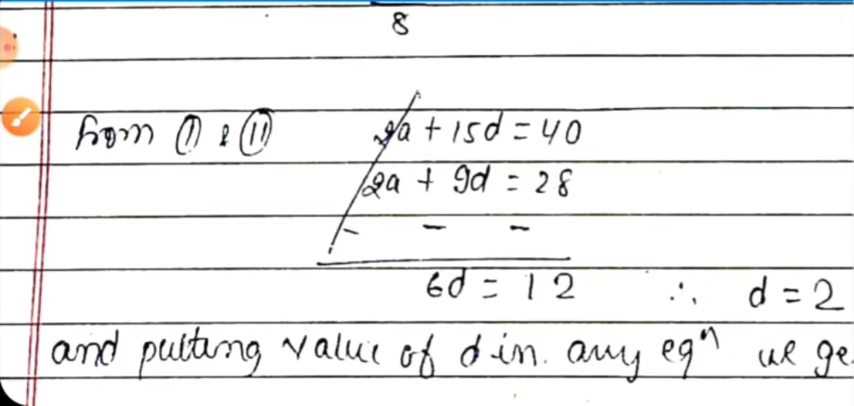 8
from (I) & (II) 2a + 15d = 40
2a + 9d = 28
- - -
6d = 12 ∴ d = 2
and putting value of d in. any eqⁿ we ge